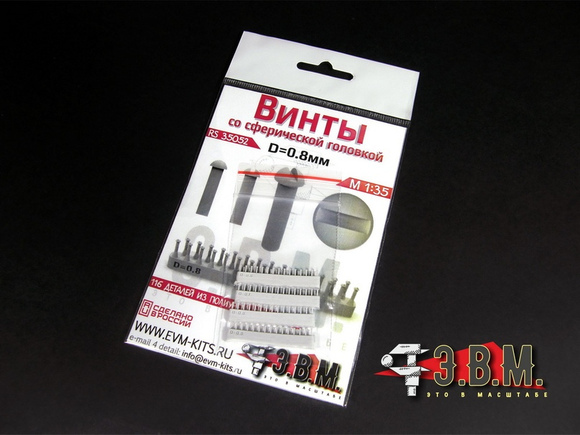 Винты
со сферической головкой
RS 35052
D=0.8мм
М 1:35
D=0.8
116 ДЕТАЛЕЙ ИЗ
СДЕЛАНО
В РОССИИ
WWW.EVM-KITS.RU
e-mail 4 detail: info@evm-kits.ru
Э.В.М.
ЭТО В МАСШТАБЕ
Э.В.М.
ЭТО В МАСШТАБЕ